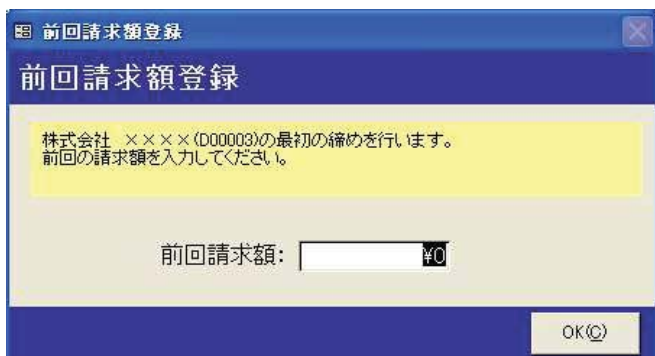 前回請求額登録
前回請求額登録
株式会社 ××××(D00003)の最初の締めを行います。
前回の請求額を入力してください。
前回請求額: ¥0
OK(C)